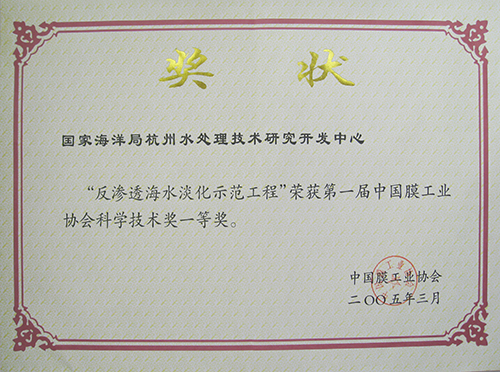 奖 状
国家海洋局杭州水处理技术研究开发中心
“反渗透海水淡化示范工程”荣获第一届中国膜工业
协会科学技术奖一等奖。
中国膜工业协会
二〇〇五年三月